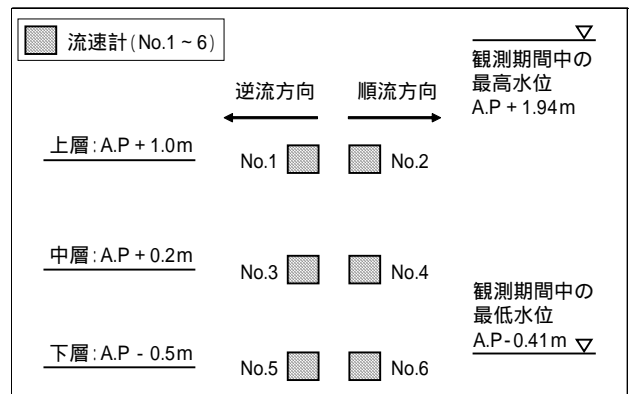 流速計(No.1~6)
観測期間中の
最高水位
A.P+1.94m
逆流方向 順流方向
上層:A.P+1.0m
No.1 No.2
中層:A.P+0.2m
No.3 No.4
観測期間中の
最低水位
A.P-0.41m
下層:A.P-0.5m
No.5 No.6